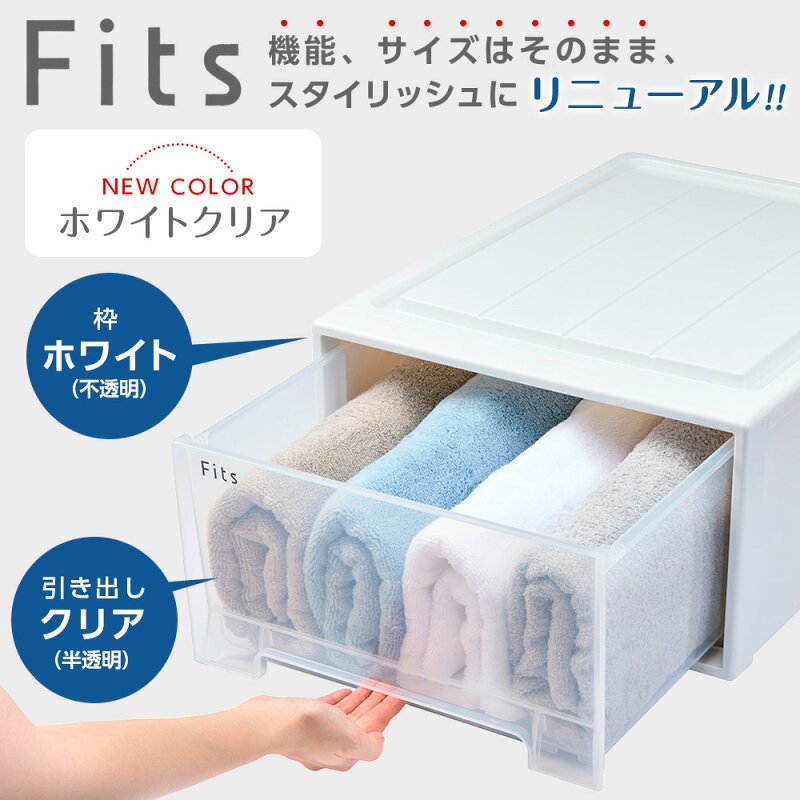 Fits
機能、サイズはそのまま、
スタイリッシュにリニューアル!!
NEW COLOR
ホワイトクリア
枠
ホワイト
(不透明)
Fits
引き出し
クリア
(半透明)